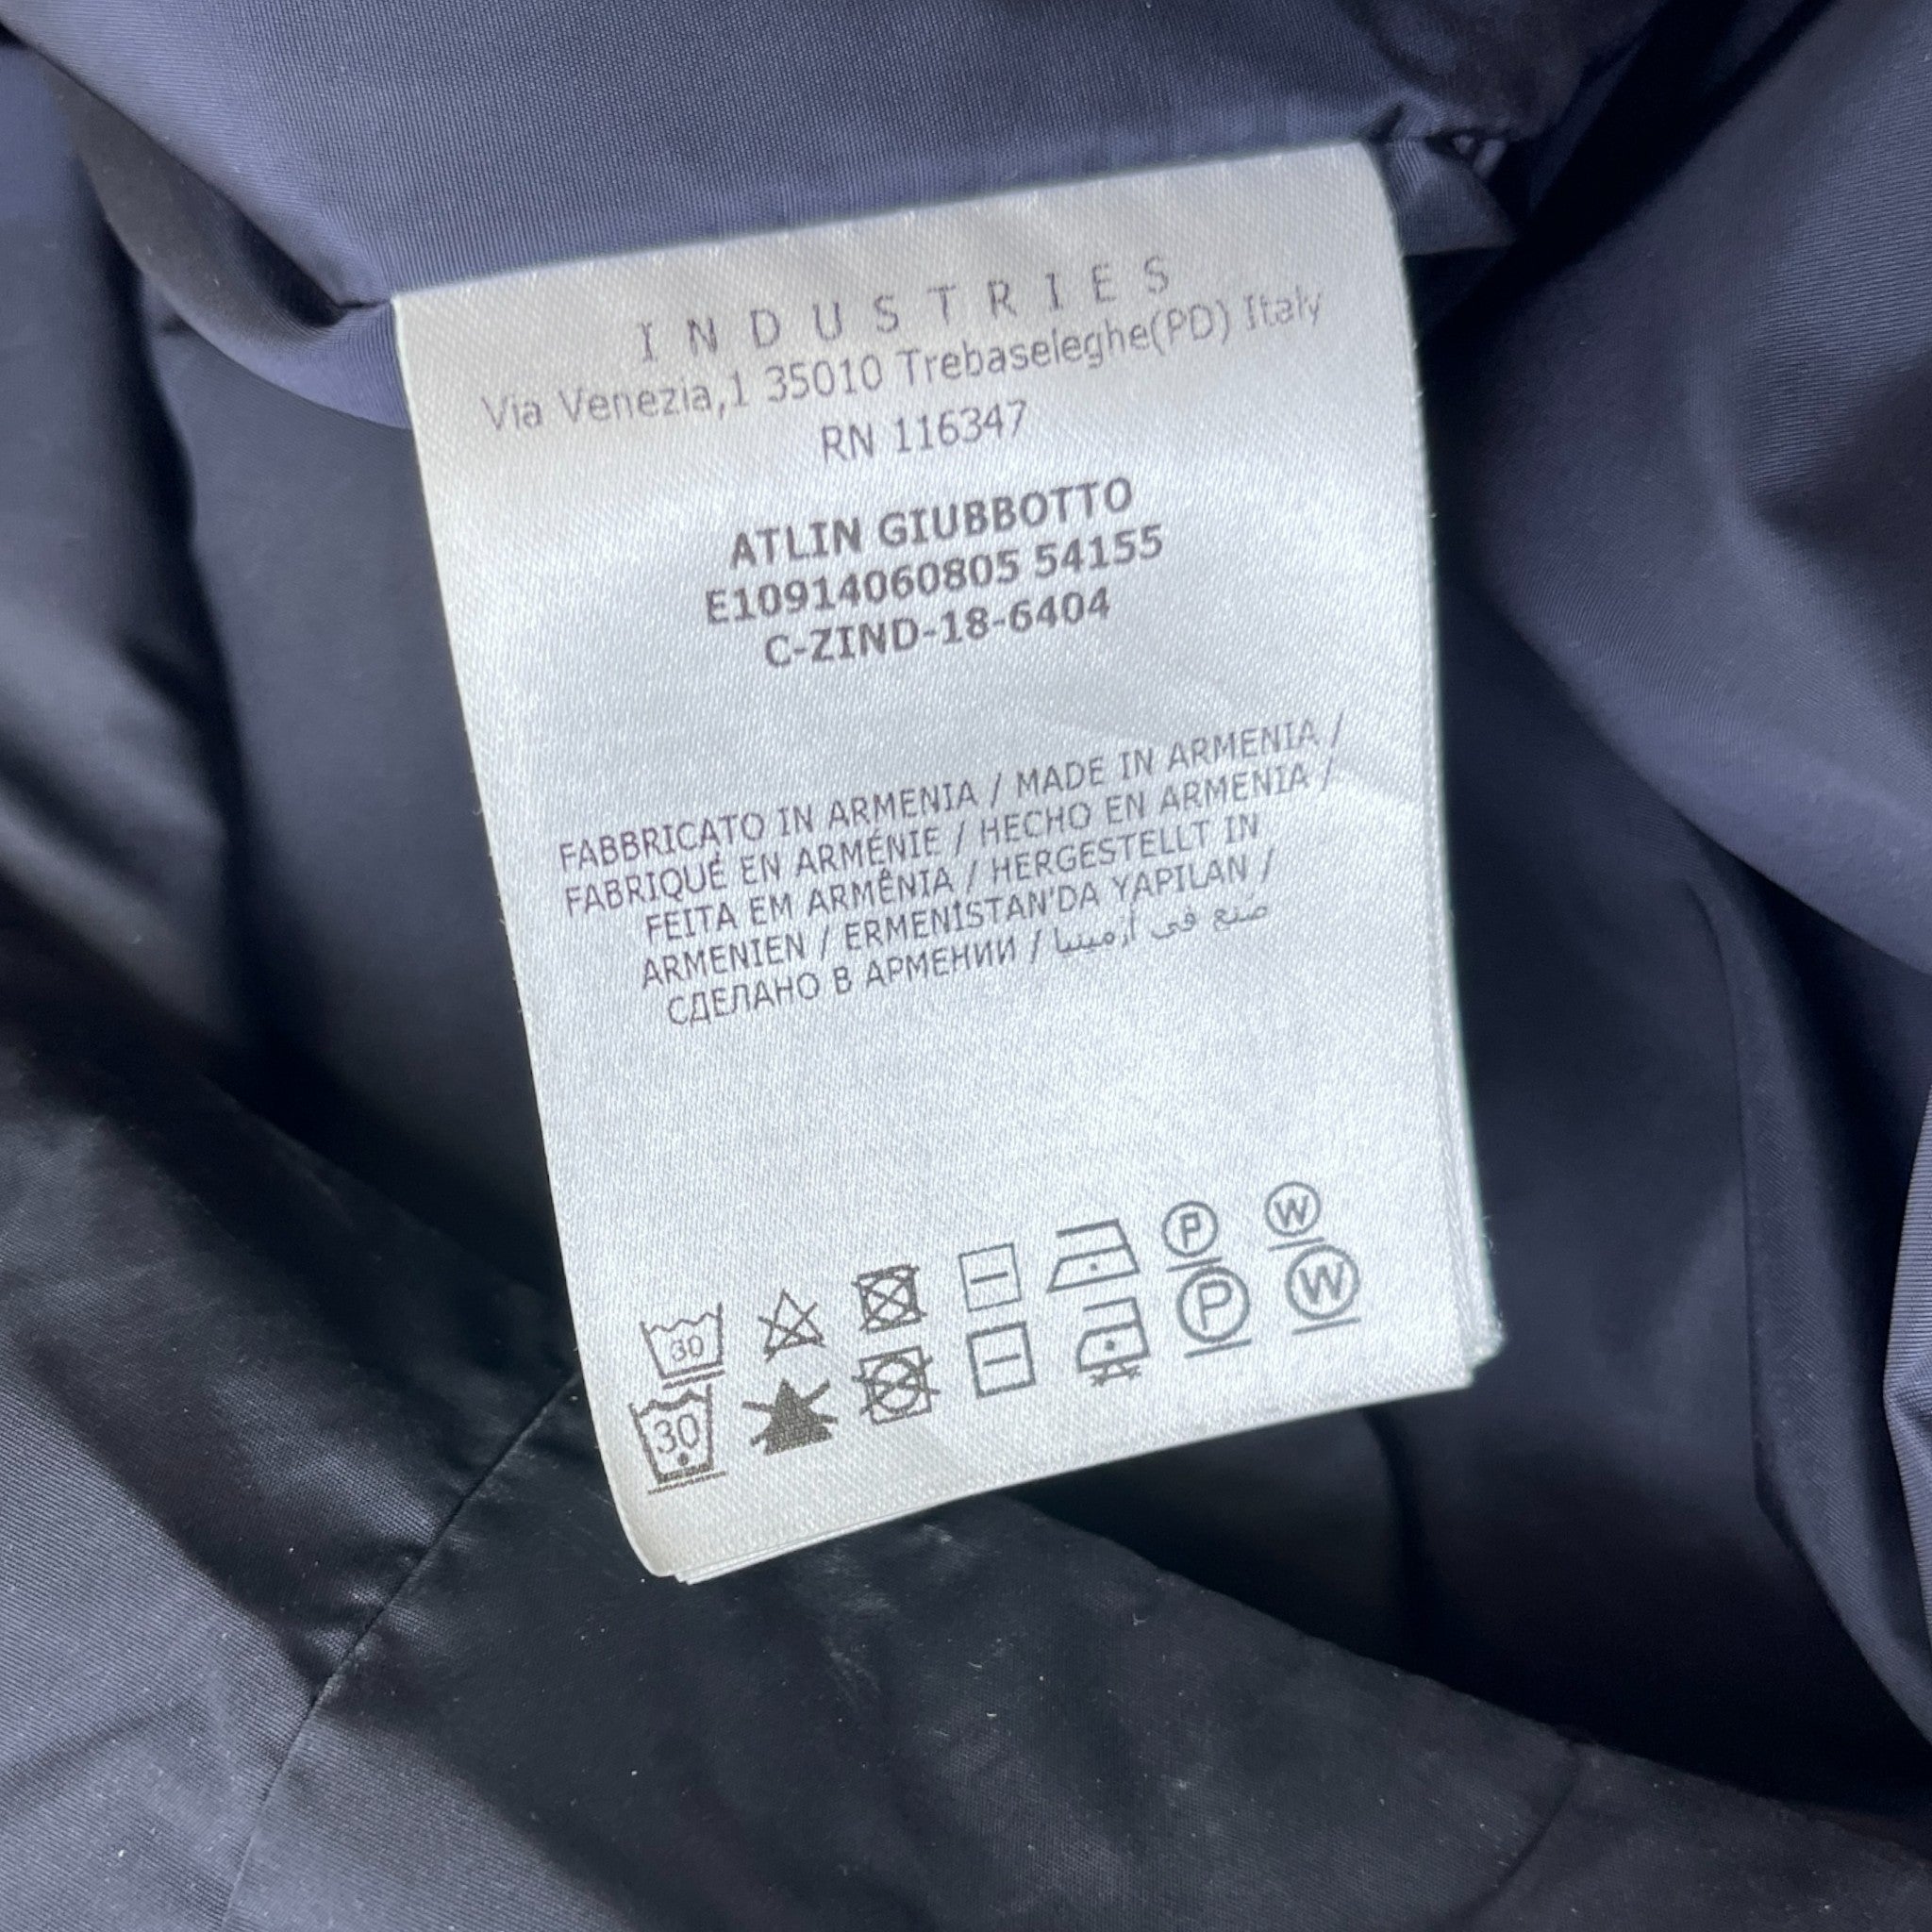 INDUSTRIES
Via Venezia,1 35010 Trebaseleghe(PD) Italy
RN 116347
ATLIN GIUBBOTTO
E10914060805 54155
C-ZIND-18-6404
FABBRICATO IN ARMENIA / MADE IN ARMENIA /
FABRIQUÉ EN ARMÉNIE / HECHO EN ARMENIA /
FEITA EM ARMÊNIA / HERGESTELLT IN
ARMENIEN / ERMENİSTAN'DA YAPILAN /
СДЕЛАНО В АРМЕНИИ / صنع في أرمينيا
30 P W
30 P W